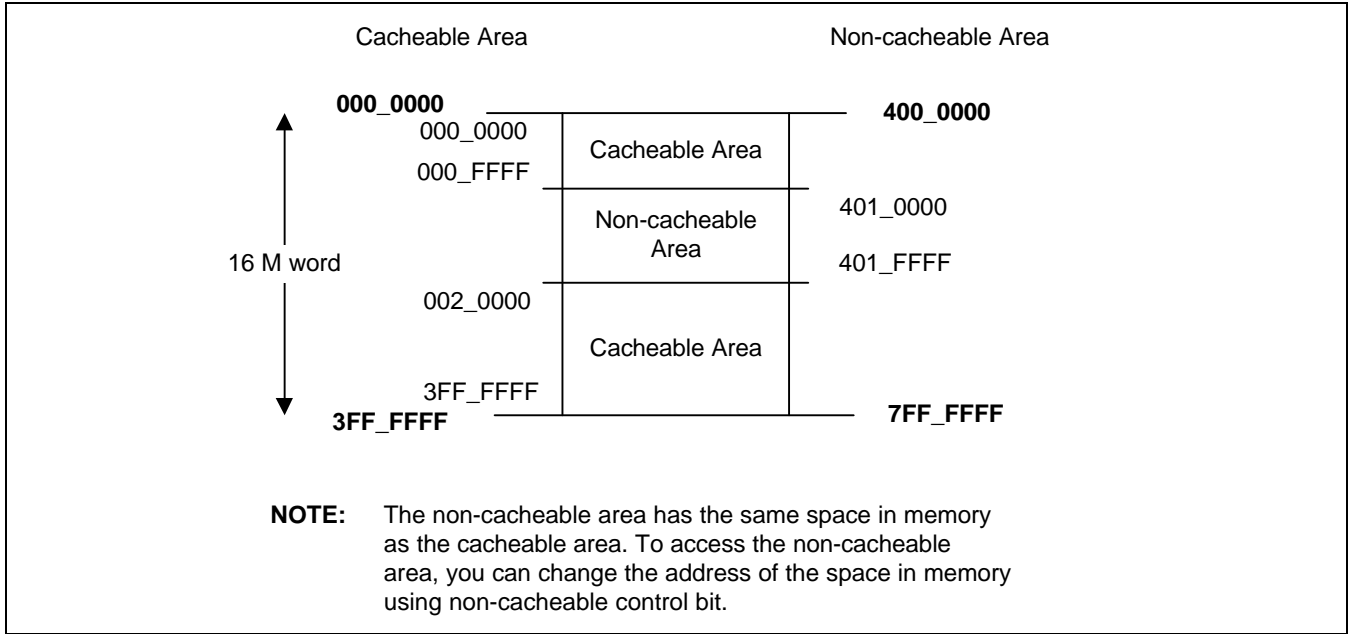 Cacheable Area
Non-cacheable Area
000_0000
400_0000
000_0000
Cacheable Area
000_FFFF
401_0000
Non-cacheable
Area
16 M word
401_FFFF
002_0000
Cacheable Area
3FF_FFFF
3FF_FFFF
7FF_FFFF
NOTE: The non-cacheable area has the same space in memory
as the cacheable area. To access the non-cacheable
area, you can change the address of the space in memory
using non-cacheable control bit.